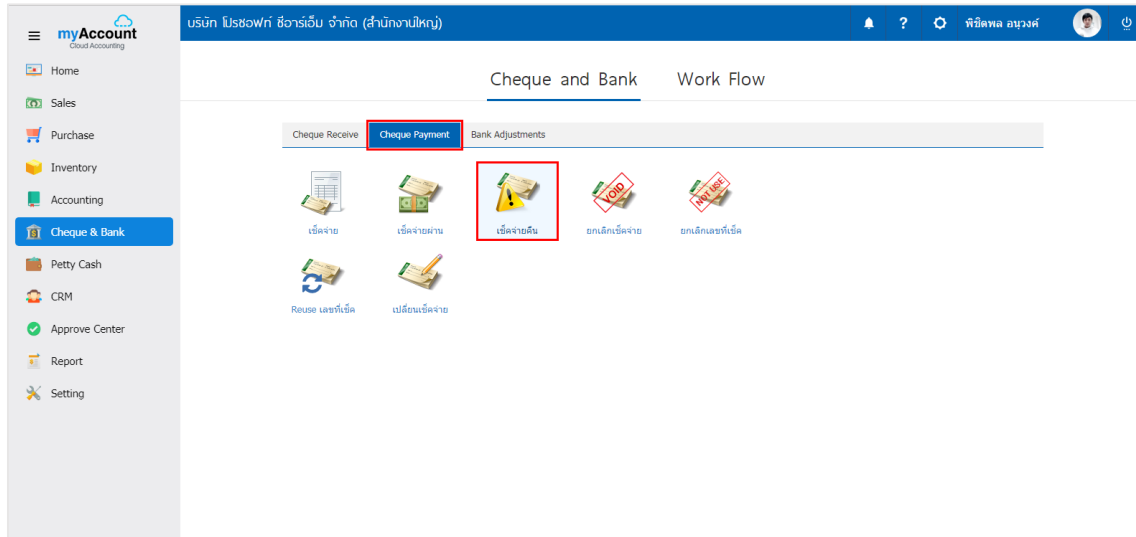 myAccount
Cloud Accounting
บริษัท โปรซอฟท์ ซีอาร์เอ็ม จำกัด (สำนักงานใหญ่)
? พิชิตพล อนุวงค์
Home
Sales
Purchase
Inventory
Accounting
Cheque & Bank
Petty Cash
CRM
Approve Center
Report
Setting
Cheque and Bank Work Flow
Cheque Receive Cheque Payment Bank Adjustments
VOID NOT USE
เช็คจ่าย เช็คจ่ายผ่าน เช็คจ่ายคืน ยกเลิกเช็คจ่าย ยกเลิกเลขที่เช็ค
Reuse เลขที่เช็ค เปลี่ยนเช็คจ่าย